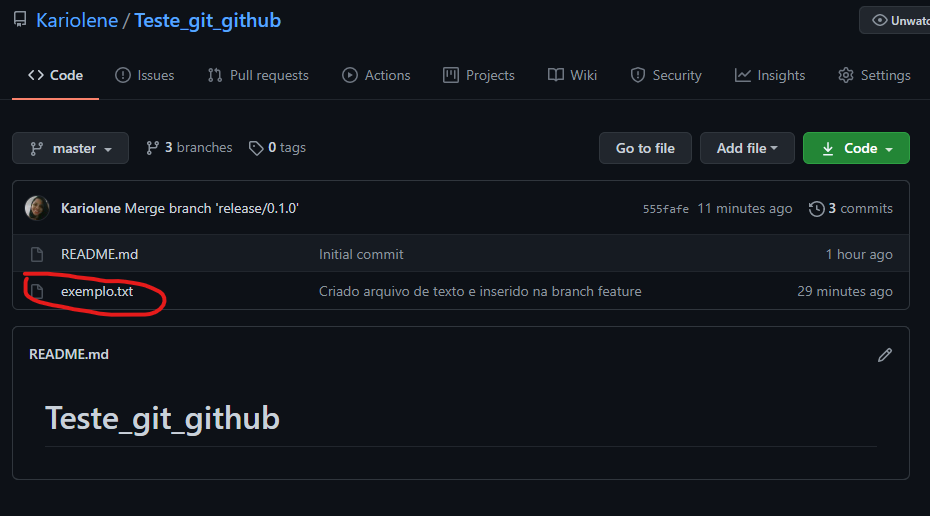 Kariolene / Teste_git_github
Code Issues Pull requests Actions Projects Wiki Security Insights Settings
master 3 branches 0 tags Go to file Add file Code
Kariolene Merge branch 'release/0.1.0' 555fafe 11 minutes ago 3 commits
README.md Initial commit 1 hour ago
exemplo.txt Criado arquivo de texto e inserido na branch feature 29 minutes ago
README.md
Teste_git_github